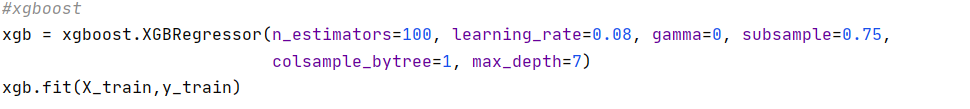 #xgboost
xgb = xgboost.XGBRegressor(n_estimators=100, learning_rate=0.08, gamma=0, subsample=0.75,
                           colsample_bytree=1, max_depth=7)
xgb.fit(X_train,y_train)